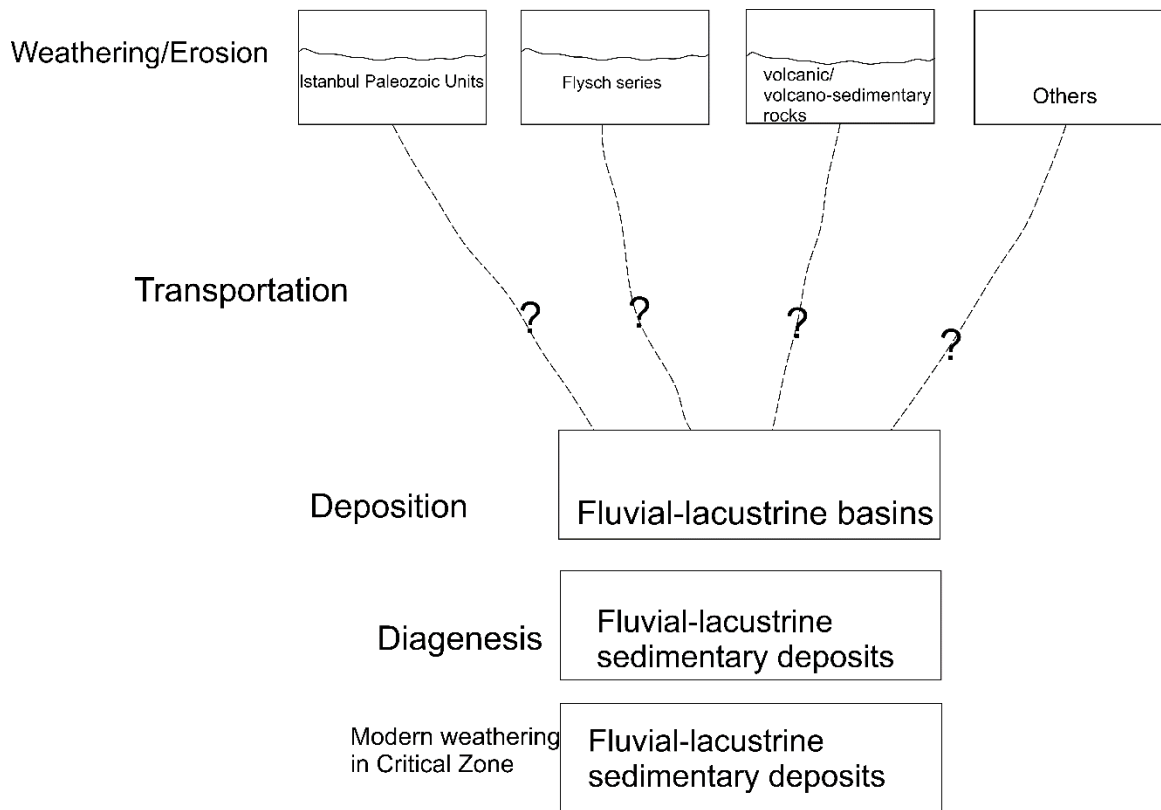 Weathering/Erosion
Istanbul Paleozoic Units
Flysch series
volcanic/
volcano-sedimentary
rocks
Others
Transportation
?
?
?
?
Deposition
Fluvial-lacustrine basins
Diagenesis
Fluvial-lacustrine
sedimentary deposits
Modern weathering
in Critical Zone
Fluvial-lacustrine
sedimentary deposits